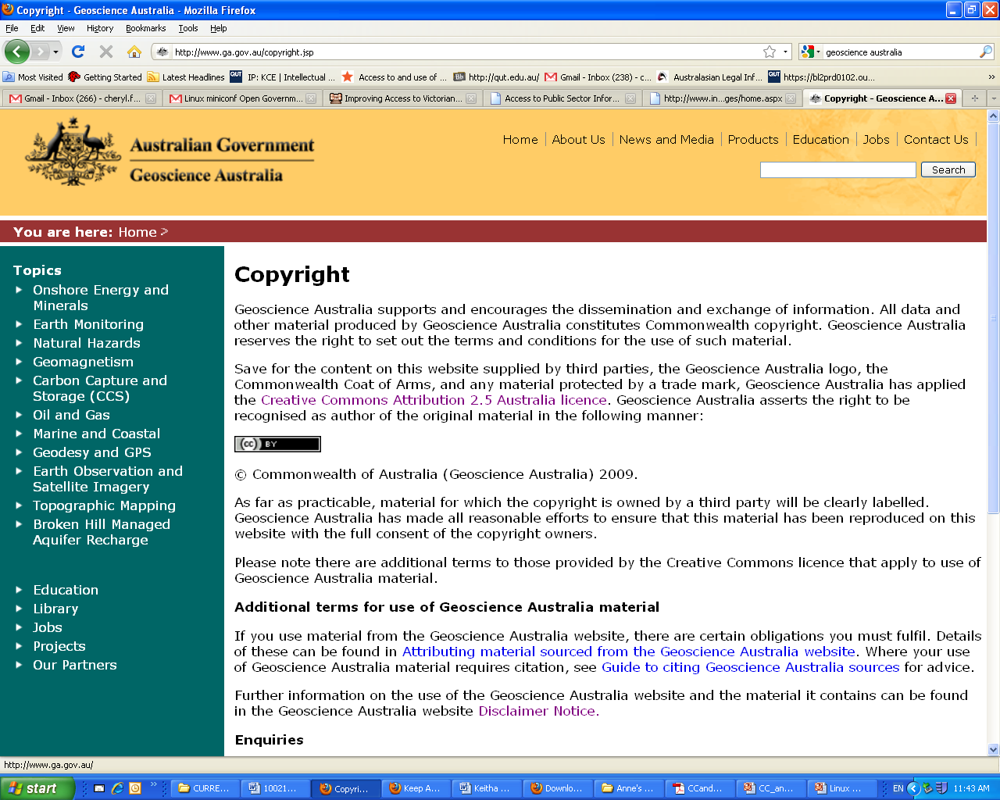 Copyright - Geoscience Australia - Mozilla Firefox
File Edit View History Bookmarks Tools Help
http://www.ga.gov.au/copyright.jsp
geoscience australia
Most Visited Getting Started Latest Headlines QUT IP: KCE | Intellectual ... Access to and use of ... Bb http://qut.edu.au/ Gmail - Inbox (238) - c... Australasian Legal Inf... QUT https://bl2prd0102.ou... »
Gmail - Inbox (266) - cheryl.f... Linux miniconf Open Governm... Improving Access to Victorian... Access to Public Sector Infor... http://www.in...ges/home.aspx Copyright - Geoscience A...
Australian Government
Geoscience Australia
Home About Us News and Media Products Education Jobs Contact Us
Search
You are here: Home >
Topics
Onshore Energy and
Minerals
Earth Monitoring
Natural Hazards
Geomagnetism
Carbon Capture and
Storage (CCS)
Oil and Gas
Marine and Coastal
Geodesy and GPS
Earth Observation and
Satellite Imagery
Topographic Mapping
Broken Hill Managed
Aquifer Recharge
Education
Library
Jobs
Projects
Our Partners
Copyright
Geoscience Australia supports and encourages the dissemination and exchange of information. All data and
other material produced by Geoscience Australia constitutes Commonwealth copyright. Geoscience Australia
reserves the right to set out the terms and conditions for the use of such material.
Save for the content on this website supplied by third parties, the Geoscience Australia logo, the
Commonwealth Coat of Arms, and any material protected by a trade mark, Geoscience Australia has applied
the Creative Commons Attribution 2.5 Australia licence. Geoscience Australia asserts the right to be
recognised as author of the original material in the following manner:
(cc) BY
© Commonwealth of Australia (Geoscience Australia) 2009.
As far as practicable, material for which the copyright is owned by a third party will be clearly labelled.
Geoscience Australia has made all reasonable efforts to ensure that this material has been reproduced on this
website with the full consent of the copyright owners.
Please note there are additional terms to those provided by the Creative Commons licence that apply to use of
Geoscience Australia material.
Additional terms for use of Geoscience Australia material
If you use material from the Geoscience Australia website, there are certain obligations you must fulfil. Details
of these can be found in Attributing material sourced from the Geoscience Australia website. Where your use
of Geoscience Australia material requires citation, see Guide to citing Geoscience Australia sources for advice.
Further information on the use of the Geoscience Australia website and the material it contains can be found
in the Geoscience Australia website Disclaimer Notice.
Enquiries
http://www.ga.gov.au/
start » CURRE... 10021... Copyri... Keep A... Keitha ... Downlo... Anne's ... CCand... CC_an... Linux ... EN 11:43 AM